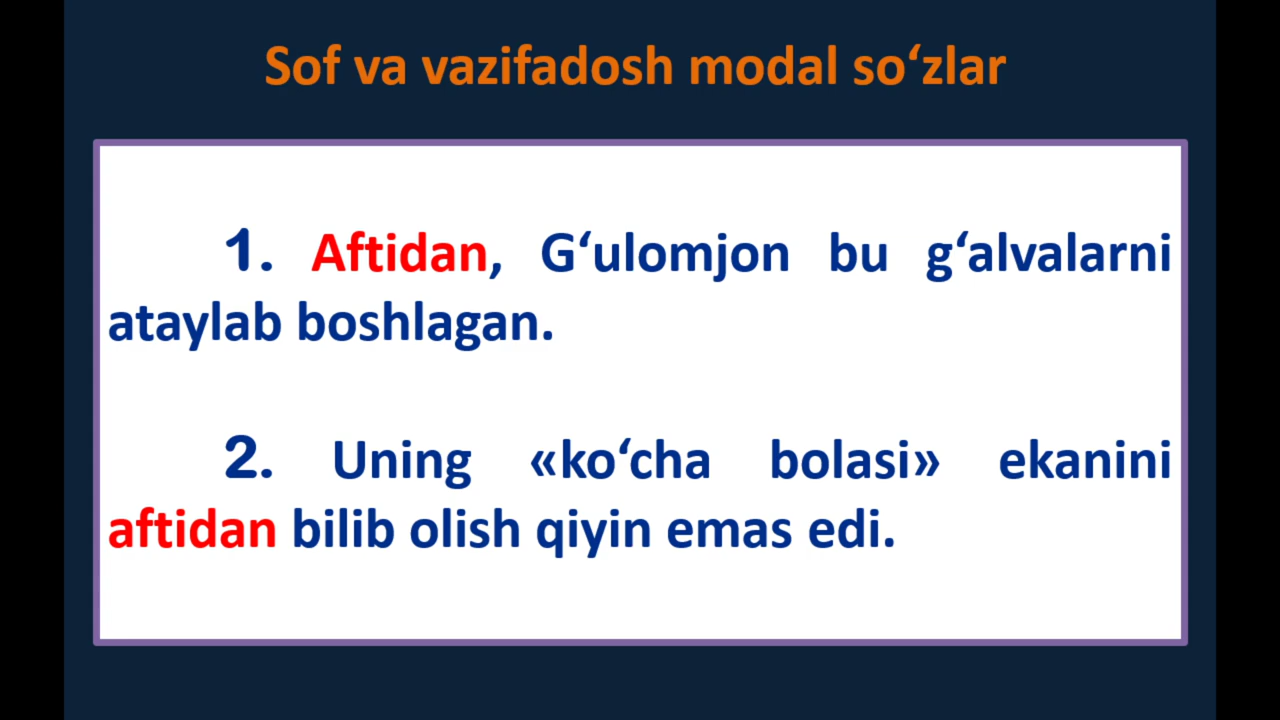 Sof va vazifadosh modal so‘zlar
1. Aftidan, G‘ulomjon bu g‘alvalarni
ataylab boshlagan.
2. Uning «ko‘cha bolasi» ekanini
aftidan bilib olish qiyin emas edi.